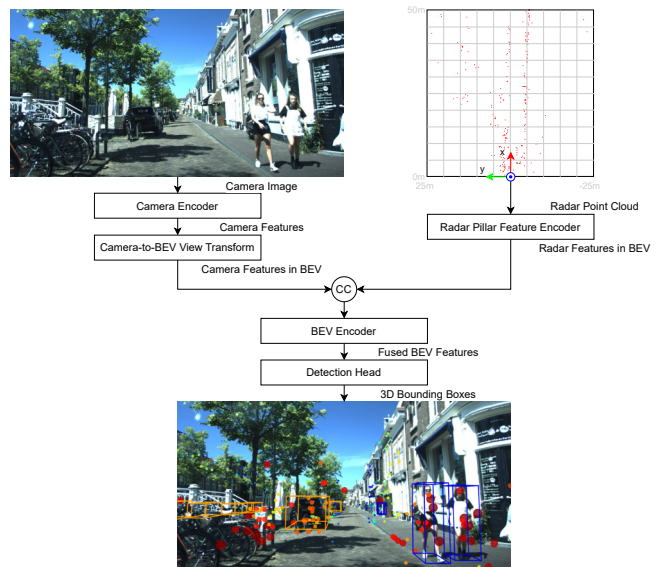 50m
x
y
0m
25m
-25m
Camera Image
Camera Encoder
Camera Features
Camera-to-BEV View Transform
Camera Features in BEV
Radar Point Cloud
Radar Pillar Feature Encoder
Radar Features in BEV
CC
BEV Encoder
Fused BEV Features
Detection Head
3D Bounding Boxes